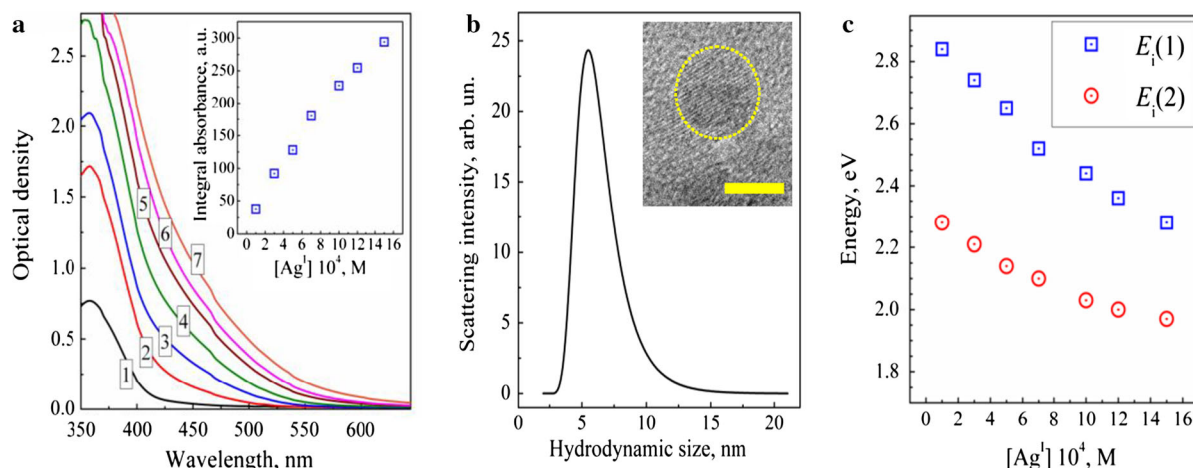 a
Optical density
2.5
2.0
1.5
1.0
0.5
0.0
350 400 450 500 550 600
Wavelength, nm
1
2
3
4
5
6
7
Integral absorbance, a.u.
300
250
200
150
100
50
0
0 2 4 6 8 10 12 14 16
[Agᴵ] 10⁴, M
b
Scattering intensity, arb. un.
25
20
15
10
5
0
0 5 10 15 20
Hydrodynamic size, nm
c
Energy, eV
2.8
2.6
2.4
2.2
2.0
1.8
0 2 4 6 8 10 12 14 16
[Agᴵ] 10⁴, M
Eᵢ(1)
Eᵢ(2)